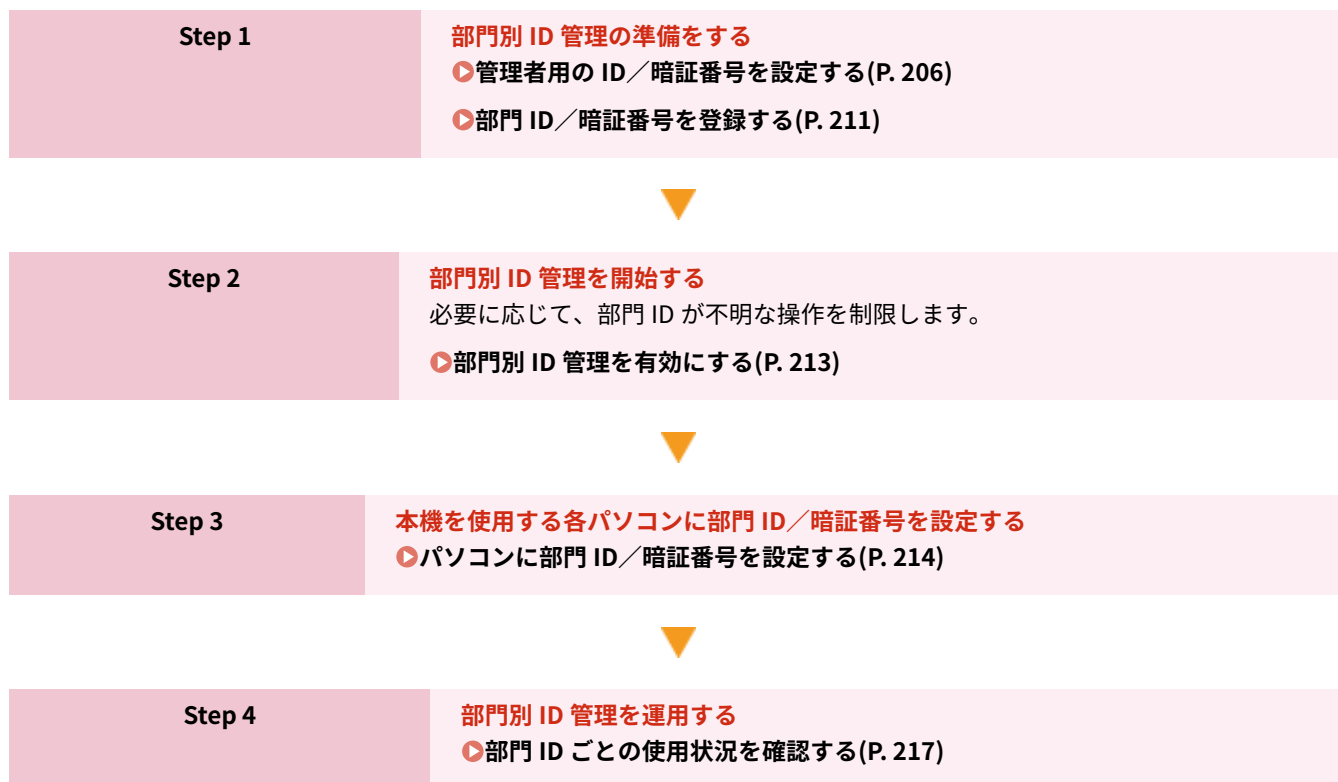 Step 1
部門別 ID 管理の準備をする
管理者用の ID／暗証番号を設定する(P. 206)
部門 ID／暗証番号を登録する(P. 211)
Step 2
部門別 ID 管理を開始する
必要に応じて、部門 ID が不明な操作を制限します。
部門別 ID 管理を有効にする(P. 213)
Step 3
本機を使用する各パソコンに部門 ID／暗証番号を設定する
パソコンに部門 ID／暗証番号を設定する(P. 214)
Step 4
部門別 ID 管理を運用する
部門 ID ごとの使用状況を確認する(P. 217)